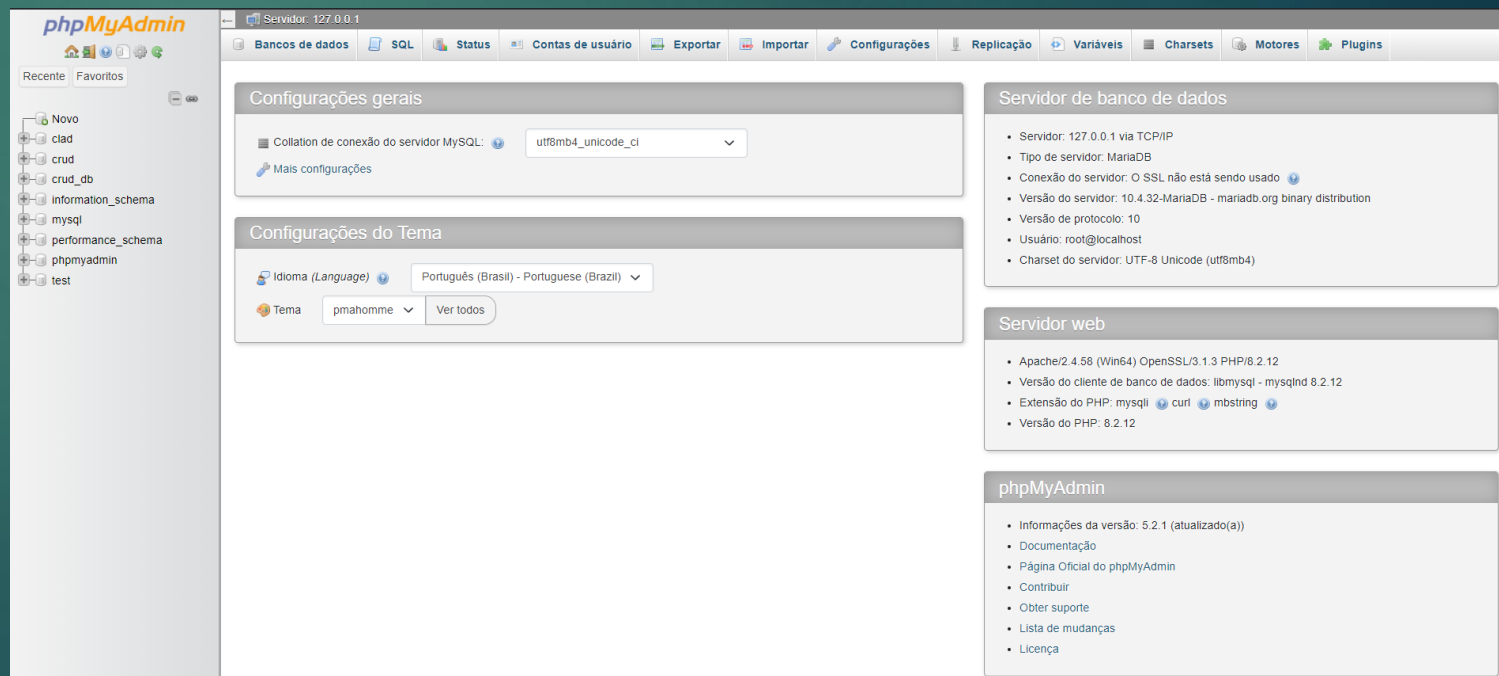 phpMyAdmin
Recente Favoritos
Novo
clad
crud
crud_db
information_schema
mysql
performance_schema
phpmyadmin
test
Servidor: 127.0.0.1
Bancos de dados SQL Status Contas de usuário Exportar Importar Configurações Replicação Variáveis Charsets Motores Plugins
Configurações gerais
Collation de conexão do servidor MySQL: utf8mb4_unicode_ci
Mais configurações
Configurações do Tema
Idioma (Language) Português (Brasil) - Portuguese (Brazil)
Tema pmahomme Ver todos
Servidor de banco de dados
• Servidor: 127.0.0.1 via TCP/IP
• Tipo de servidor: MariaDB
• Conexão do servidor: O SSL não está sendo usado
• Versão do servidor: 10.4.32-MariaDB - mariadb.org binary distribution
• Versão de protocolo: 10
• Usuário: root@localhost
• Charset do servidor: UTF-8 Unicode (utf8mb4)
Servidor web
• Apache/2.4.58 (Win64) OpenSSL/3.1.3 PHP/8.2.12
• Versão do cliente de banco de dados: libmysql - mysqlnd 8.2.12
• Extensão do PHP: mysqli curl mbstring
• Versão do PHP: 8.2.12
phpMyAdmin
• Informações da versão: 5.2.1 (atualizado(a))
• Documentação
• Página Oficial do phpMyAdmin
• Contribuir
• Obter suporte
• Lista de mudanças
• Licença